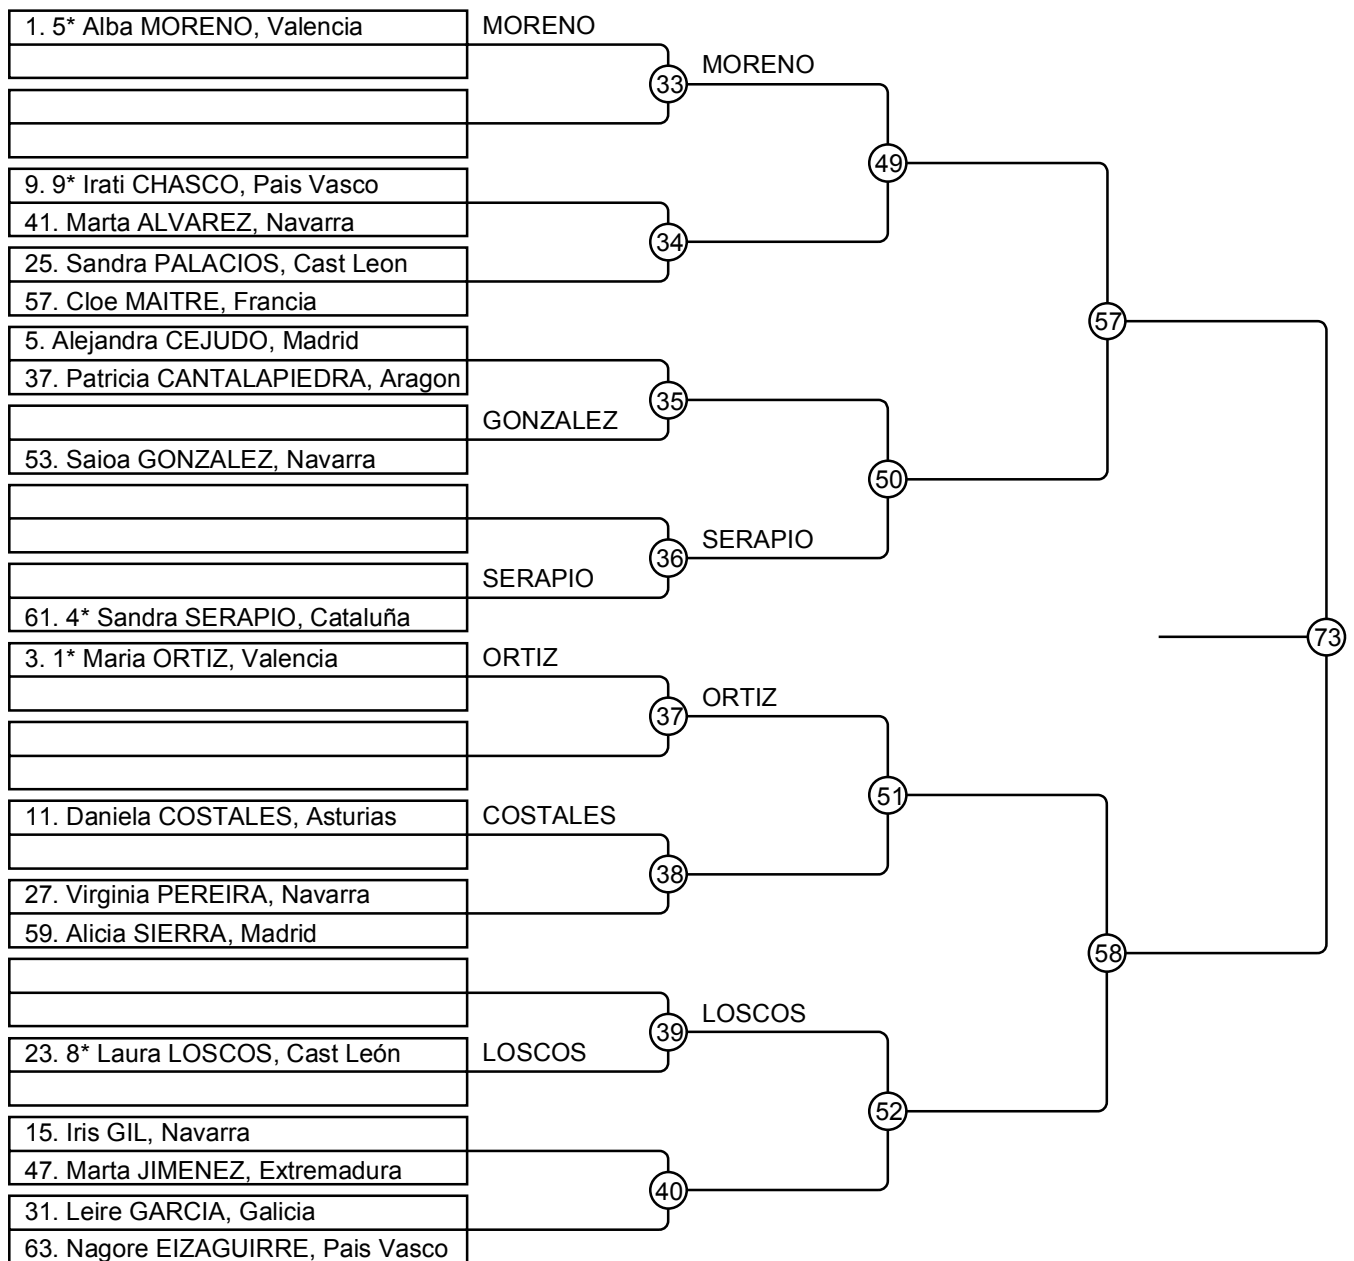 1. 5* Alba MORENO, Valencia
MORENO
33
MORENO
49
9. 9* Irati CHASCO, Pais Vasco
41. Marta ALVAREZ, Navarra
34
25. Sandra PALACIOS, Cast Leon
57. Cloe MAITRE, Francia
57
5. Alejandra CEJUDO, Madrid
37. Patricia CANTALAPIEDRA, Aragon
35
GONZALEZ
53. Saioa GONZALEZ, Navarra
50
36
SERAPIO
SERAPIO
61. 4* Sandra SERAPIO, Cataluña
73
3. 1* Maria ORTIZ, Valencia
ORTIZ
37
ORTIZ
51
11. Daniela COSTALES, Asturias
COSTALES
38
27. Virginia PEREIRA, Navarra
59. Alicia SIERRA, Madrid
58
39
LOSCOS
23. 8* Laura LOSCOS, Cast León
LOSCOS
52
15. Iris GIL, Navarra
47. Marta JIMENEZ, Extremadura
40
31. Leire GARCIA, Galicia
63. Nagore EIZAGUIRRE, Pais Vasco